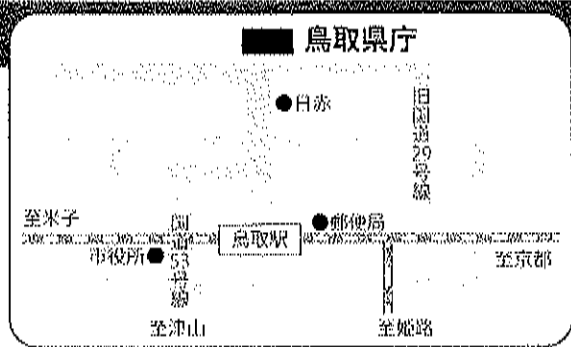 鳥取県庁
日赤
旧国道29号線
至米子
国道53号線
鳥取駅
郵便局
市役所
至京都
至津山
至姫路